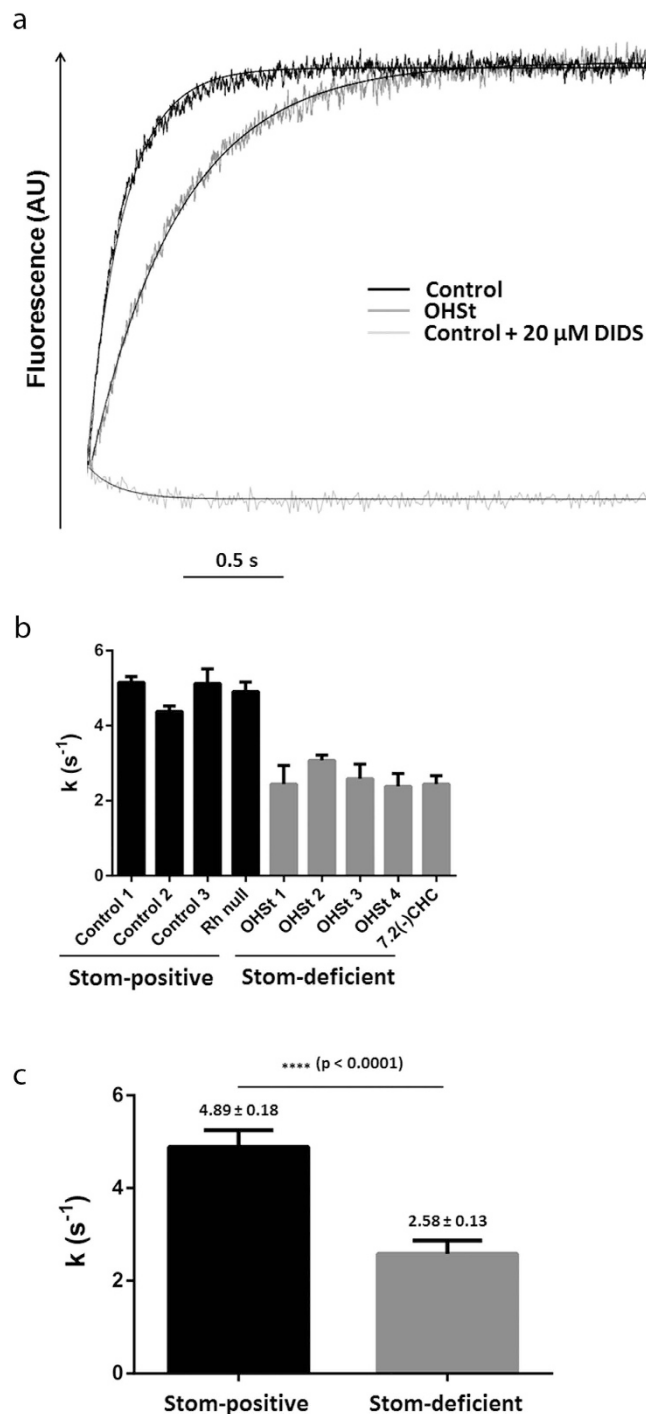 a
Fluorescence (AU)
Control
OHSt
Control + 20 µM DIDS
0.5 s
b
k (s⁻¹)
6
4
2
0
Control 1
Control 2
Control 3
Rh null
OHSt 1
OHSt 2
OHSt 3
OHSt 4
7.2(-)CHC
Stom-positive
Stom-deficient
c
**** (p < 0.0001)
k (s⁻¹)
6
4
2
0
4.89 ± 0.18
2.58 ± 0.13
Stom-positive
Stom-deficient